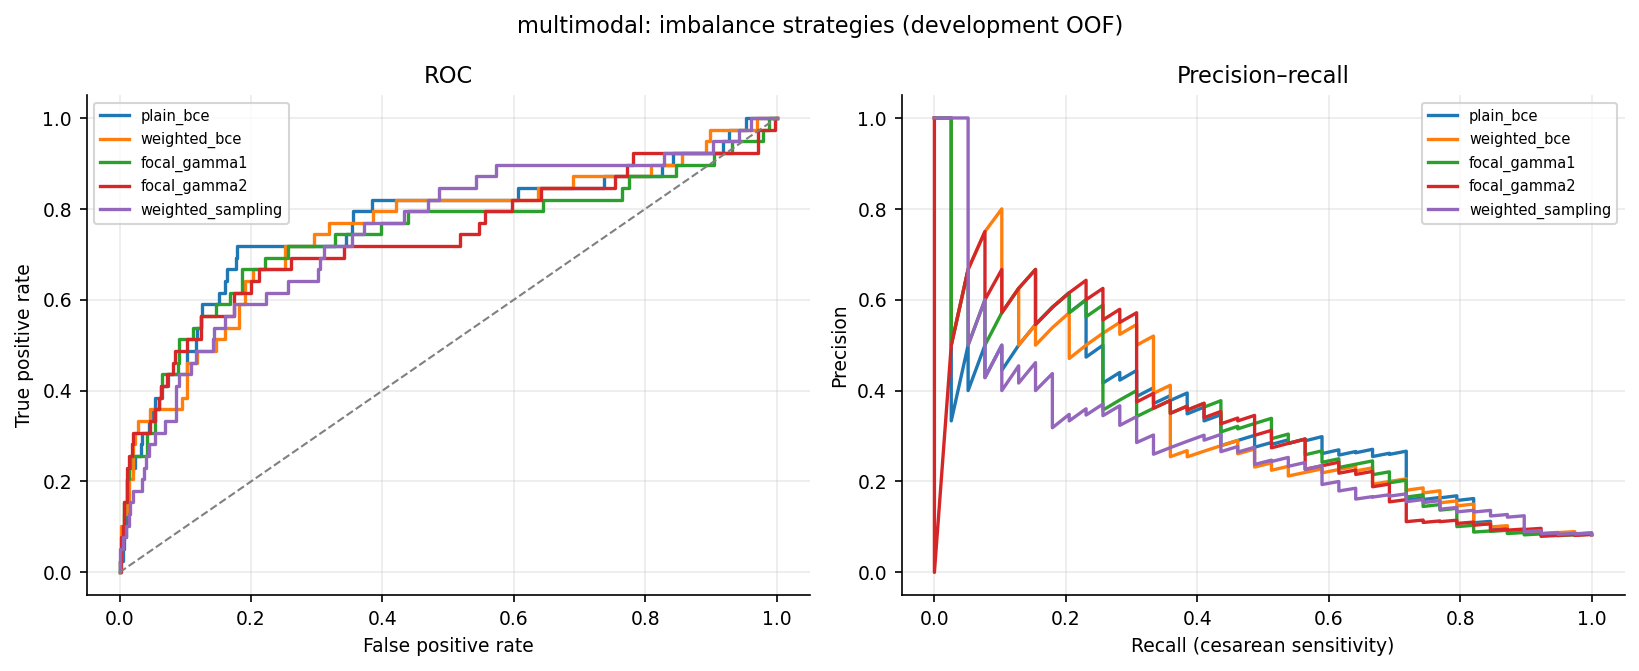 multimodal: imbalance strategies (development OOF)
ROC
plain_bce
weighted_bce
focal_gamma1
focal_gamma2
weighted_sampling
True positive rate
1.0
0.8
0.6
0.4
0.2
0.0
0.0 0.2 0.4 0.6 0.8 1.0
False positive rate
Precision–recall
plain_bce
weighted_bce
focal_gamma1
focal_gamma2
weighted_sampling
Precision
1.0
0.8
0.6
0.4
0.2
0.0
0.0 0.2 0.4 0.6 0.8 1.0
Recall (cesarean sensitivity)